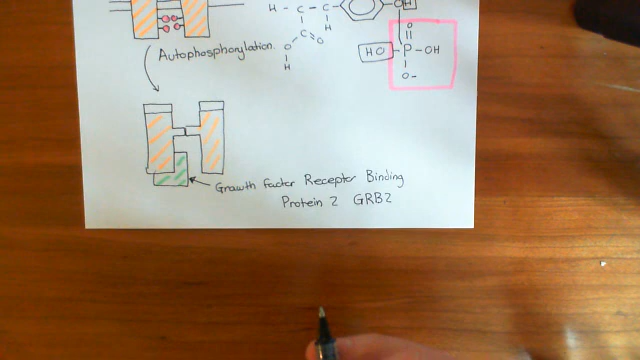 H - C - C -
OH
H
C
O
O
H
Autophosphorylation.
O
HO - P - OH
O-
Growth Factor Receptor Binding
Protein 2 GRB2